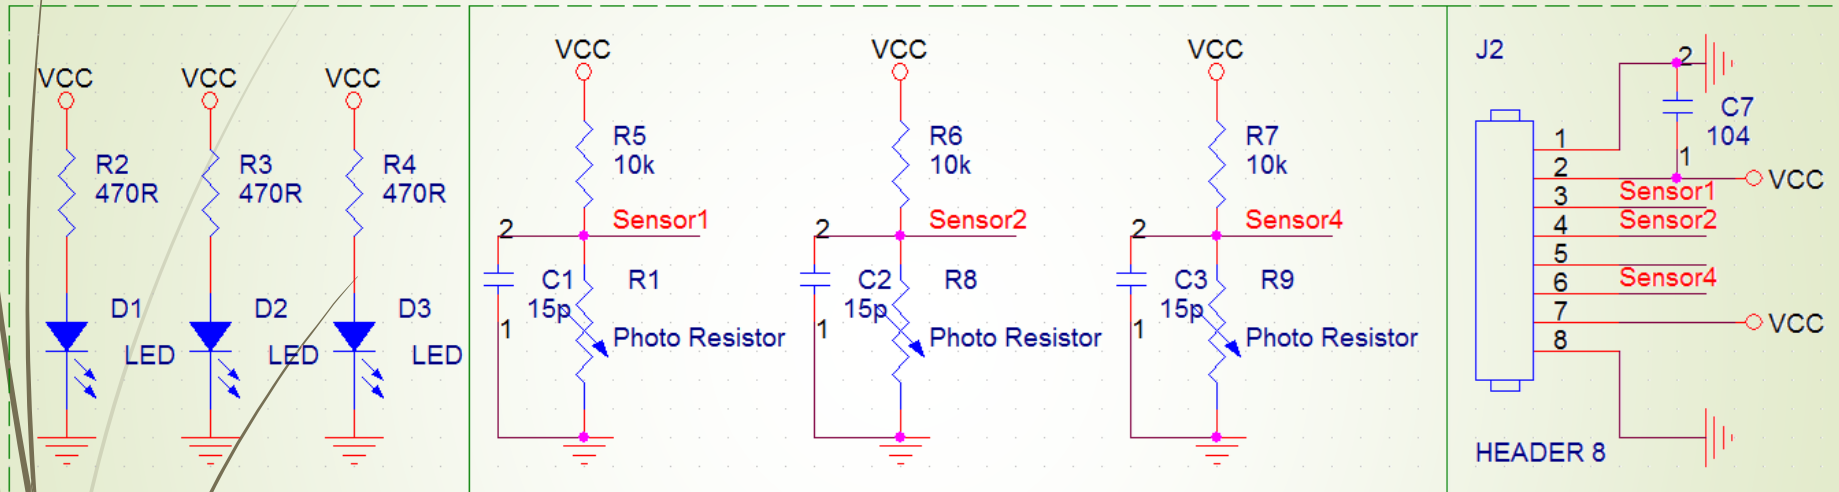 VCC
R2
470R
D1
LED
VCC
R3
470R
D2
LED
VCC
R4
470R
D3
LED
VCC
R5
10k
Sensor1
2
C1
15p
1
R1
Photo Resistor
VCC
R6
10k
Sensor2
2
C2
15p
1
R8
Photo Resistor
VCC
R7
10k
Sensor4
2
C3
15p
1
R9
Photo Resistor
J2
2
C7
104
1
1
2
VCC
3
Sensor1
4
Sensor2
5
6
Sensor4
7
VCC
8
HEADER 8